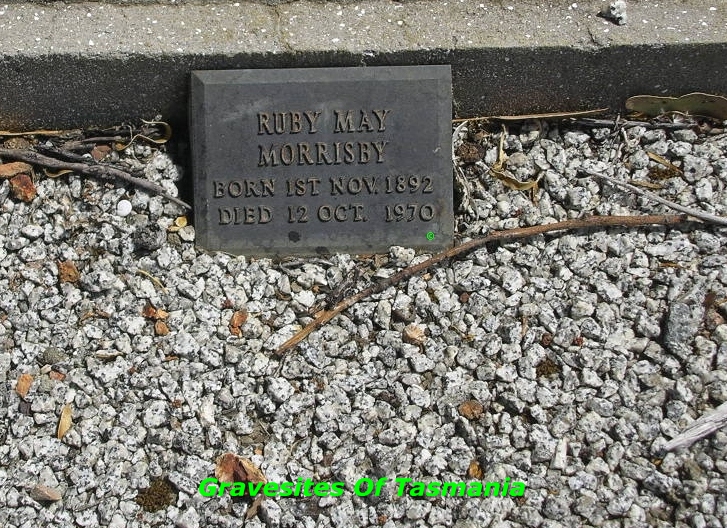 RUBY MAY
MORRISBY
BORN 1ST NOV. 1892
DIED 12 OCT. 1970
©
Gravesites Of Tasmania